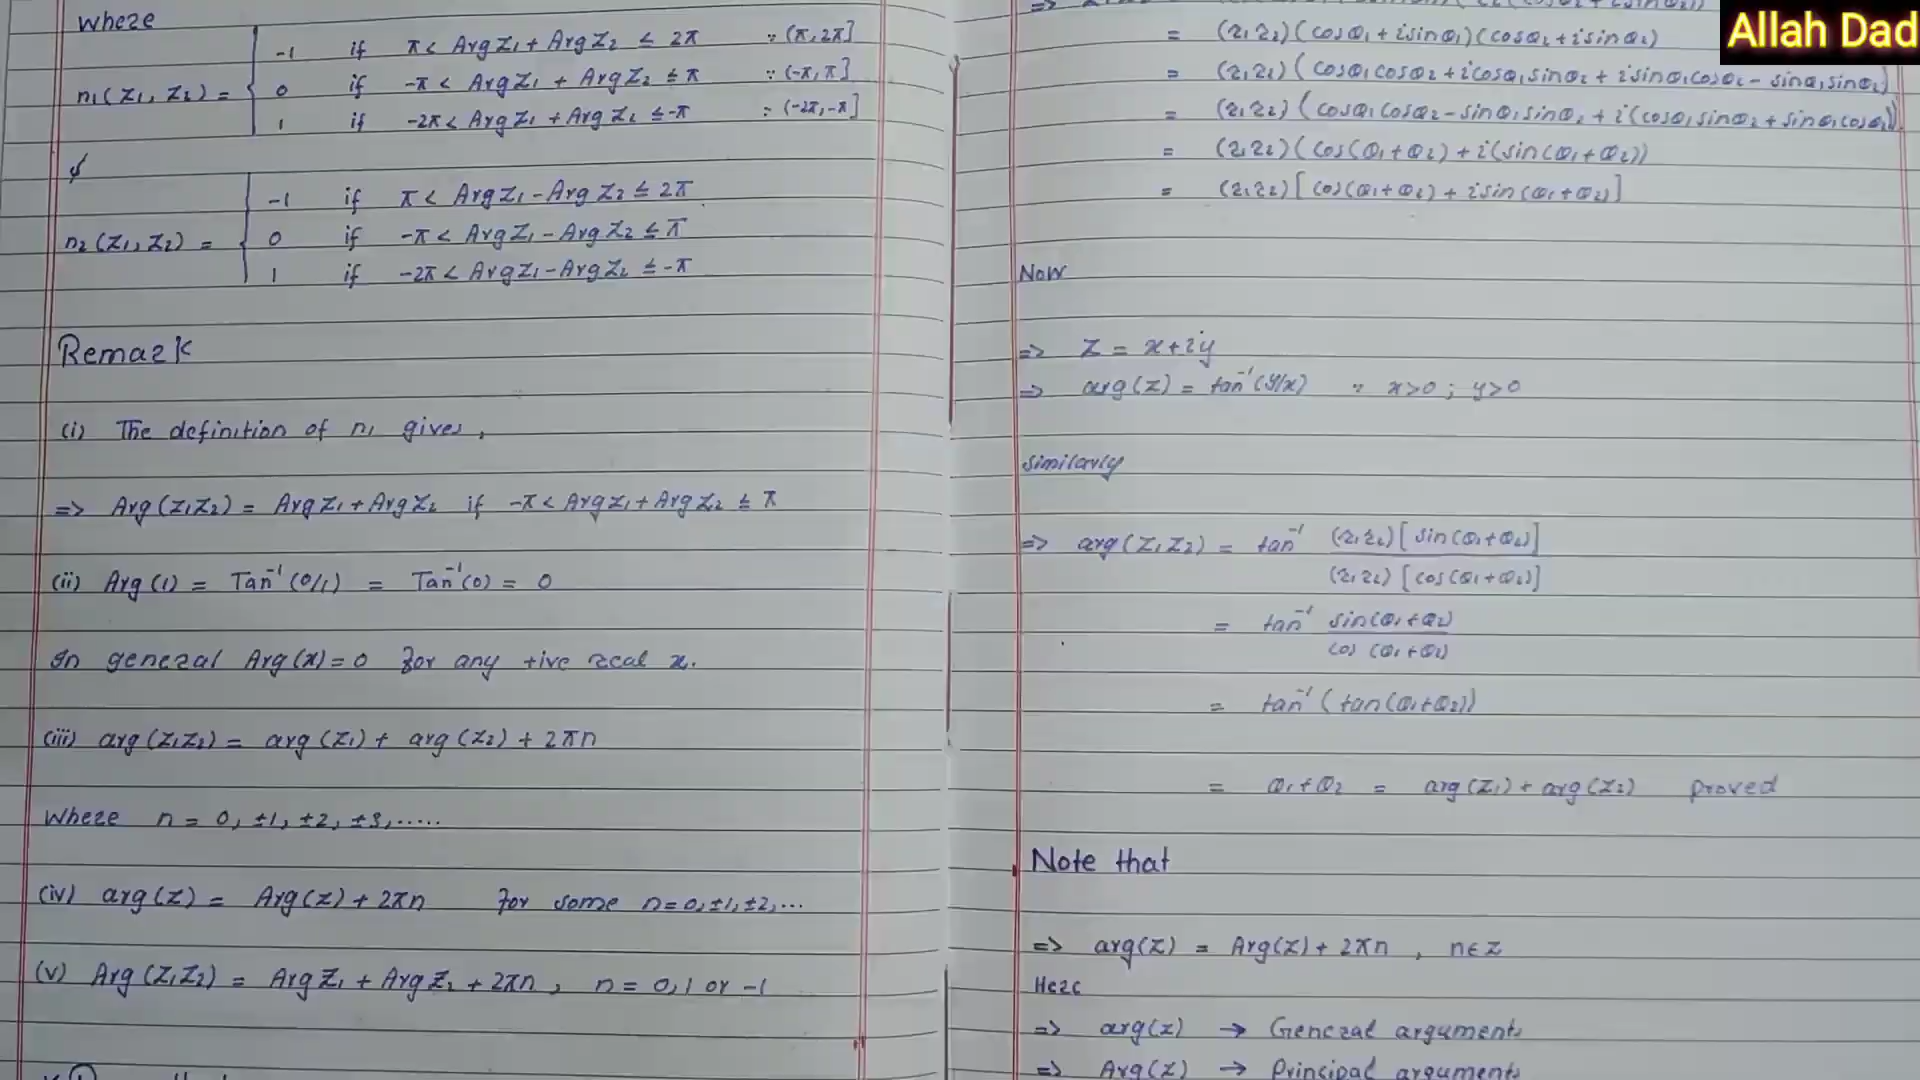 where
n₁(z₁, z₂) = { -1 if π < Arg z₁ + Arg z₂ ≤ 2π ∵ (π, 2π]
0 if -π < Arg z₁ + Arg z₂ ≤ π ∵ (-π, π]
1 if -2π < Arg z₁ + Arg z₂ ≤ -π ∵ (-2π, -π]
&
n₂(z₁, z₂) = { -1 if π < Arg z₁ - Arg z₂ ≤ 2π
0 if -π < Arg z₁ - Arg z₂ ≤ π
1 if -2π < Arg z₁ - Arg z₂ ≤ -π
Remark
(i) The definition of n₁ gives,
=> Arg(z₁z₂) = Arg z₁ + Arg z₂ if -π < Arg z₁ + Arg z₂ ≤ π
(ii) Arg(1) = Tan⁻¹(0/1) = Tan⁻¹(0) = 0
In general Arg(x) = 0 for any +ive real x.
(iii) arg(z₁z₂) = arg(z₁) + arg(z₂) + 2πn
Where n = 0, ±1, ±2, ±3, .....
(iv) arg(z) = Arg(z) + 2πn for some n = 0, ±1, ±2, ...
(v) Arg(z₁z₂) = Arg z₁ + Arg z₂ + 2πn, n = 0, 1 or -1
Allah Dad
= (r₁r₂)(cosθ₁ + isinθ₁)(cosθ₂ + isinθ₂)
= (r₁r₂)(cosθ₁cosθ₂ + icosθ₁sinθ₂ + isinθ₁cosθ₂ - sinθ₁sinθ₂)
= (r₁r₂)(cosθ₁cosθ₂ - sinθ₁sinθ₂ + i(cosθ₁sinθ₂ + sinθ₁cosθ₂))
= (r₁r₂)(cos(θ₁+θ₂) + i(sin(θ₁+θ₂))
= (r₁r₂)[cos(θ₁+θ₂) + isin(θ₁+θ₂)]
Now
=> z = x + iy
=> arg(z) = tan⁻¹(y/x) ∵ x>0 ; y>0
Similarly
=> arg(z₁z₂) = tan⁻¹ (r₁r₂)[sin(θ₁+θ₂)]
(r₁r₂)[cos(θ₁+θ₂)]
= tan⁻¹ sin(θ₁+θ₂)
cos(θ₁+θ₂)
= tan⁻¹(tan(θ₁+θ₂))
= θ₁+θ₂ = arg(z₁) + arg(z₂) proved
Note that
=> arg(z) = Arg(z) + 2πn , n∈z
Here
=> arg(z) → General arguments
=> Arg(z) → Principal arguments